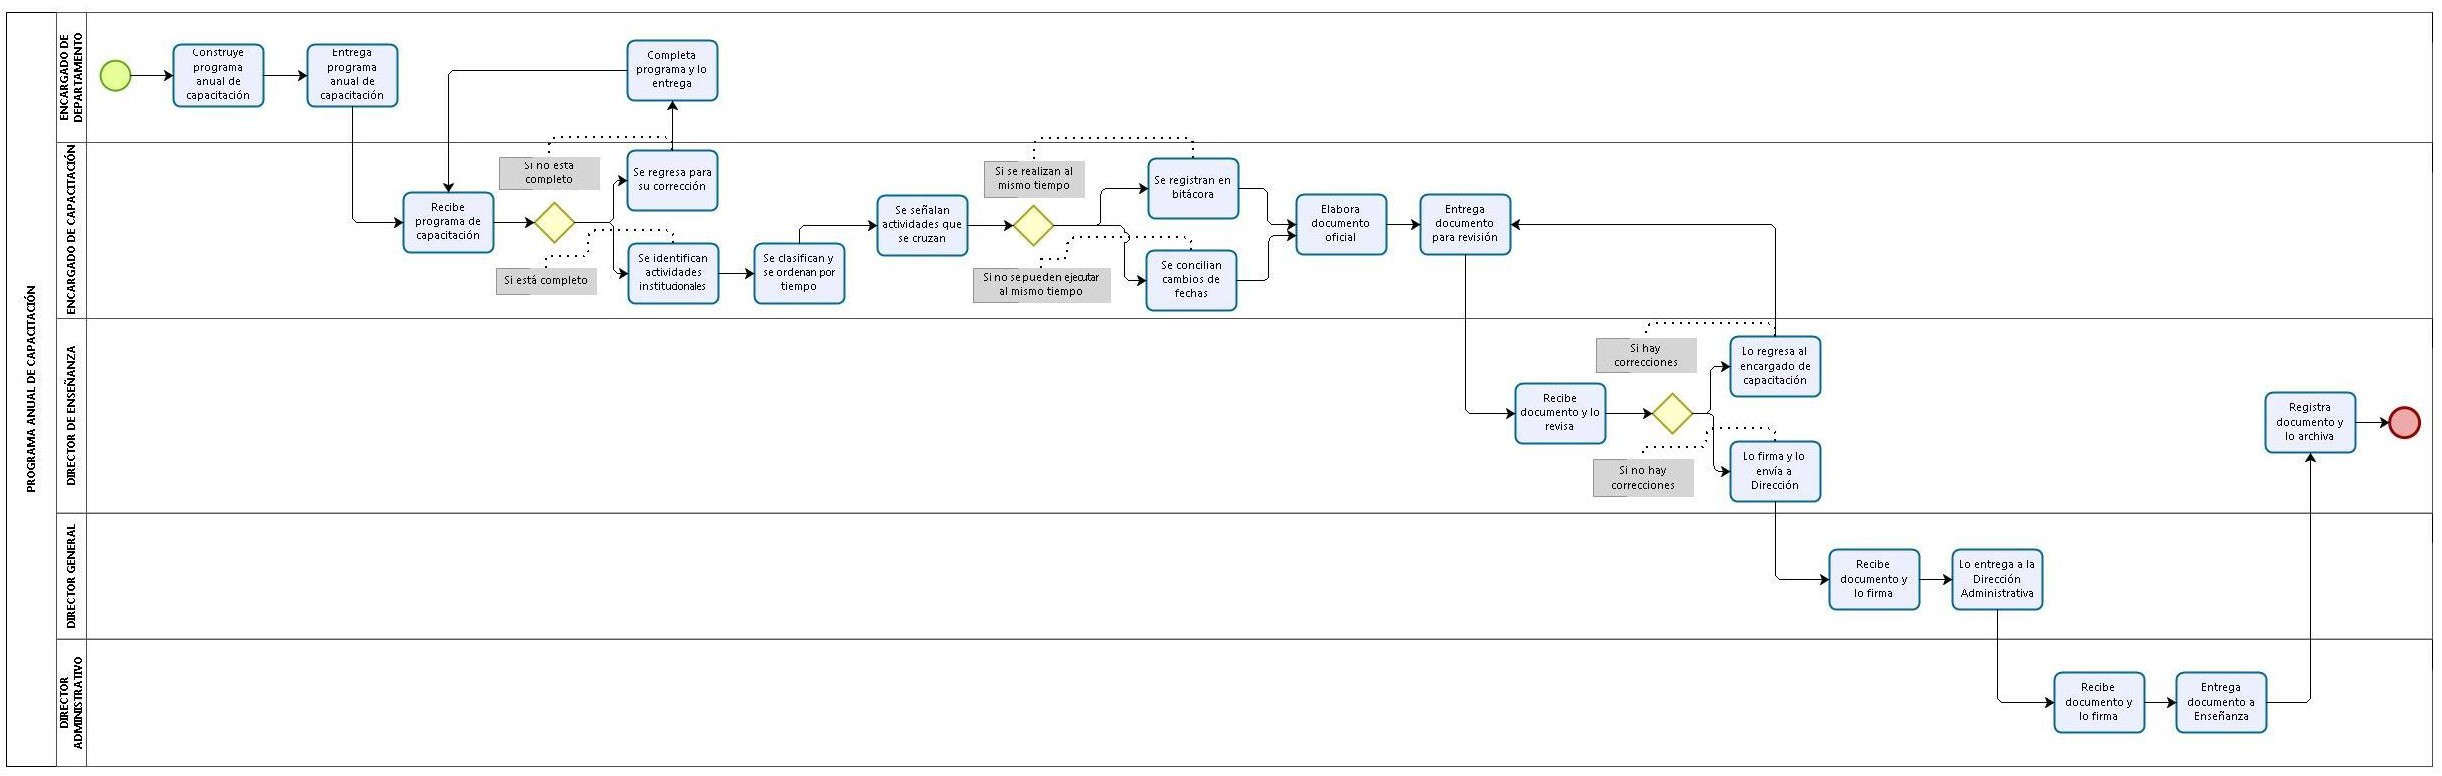 PROGRAMA ANUAL DE CAPACITACIÓN
ENCARGADO DE
DEPARTAMENTO
Construye
programa
anual de
capacitación
Entrega
programa
anual de
capacitación
Completa
programa y lo
entrega
ENCARGADO DE CAPACITACIÓN
Recibe
programa de
capacitación
Si no está
completo
Si está completo
Se regresa para
su corrección
Se identifican
actividades
institucionales
Se clasifican y
se ordenan por
tiempo
Se señalan
actividades que
se cruzan
Si se realizan al
mismo tiempo
Si no se pueden ejecutar
al mismo tiempo
Se registran en
bitácora
Se concilian
cambios de
fechas
Elabora
documento
oficial
Entrega
documento
para revisión
DIRECTOR DE ENSEÑANZA
Recibe
documento y lo
revisa
Si hay
correcciones
Si no hay
correcciones
Lo regresa al
encargado de
capacitación
Lo firma y lo
envía a
Dirección
Registra
documento y
lo archiva
DIRECTOR GENERAL
Recibe
documento y
lo firma
Lo entrega a la
Dirección
Administrativa
DIRECTOR
ADMINISTRATIVO
Recibe
documento y
lo firma
Entrega
documento a
Enseñanza